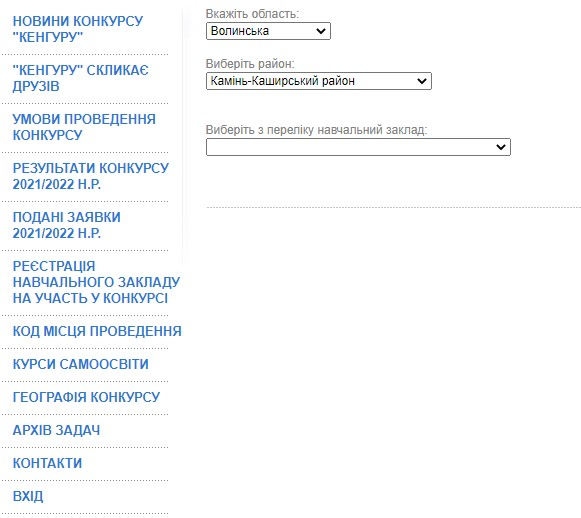 НОВИНИ КОНКУРСУ
"КЕНГУРУ"
"КЕНГУРУ" СКЛИКАЄ
ДРУЗІВ
УМОВИ ПРОВЕДЕННЯ
КОНКУРСУ
РЕЗУЛЬТАТИ КОНКУРСУ
2021/2022 Н.Р.
ПОДАНІ ЗАЯВКИ
2021/2022 Н.Р.
РЕЄСТРАЦІЯ
НАВЧАЛЬНОГО ЗАКЛАДУ
НА УЧАСТЬ У КОНКУРСІ
КОД МІСЦЯ ПРОВЕДЕННЯ
КУРСИ САМООСВІТИ
ГЕОГРАФІЯ КОНКУРСУ
АРХІВ ЗАДАЧ
КОНТАКТИ
ВХІД
Вкажіть область:
Волинська
Виберіть район:
Камінь-Каширський район
Виберіть з переліку навчальний заклад: